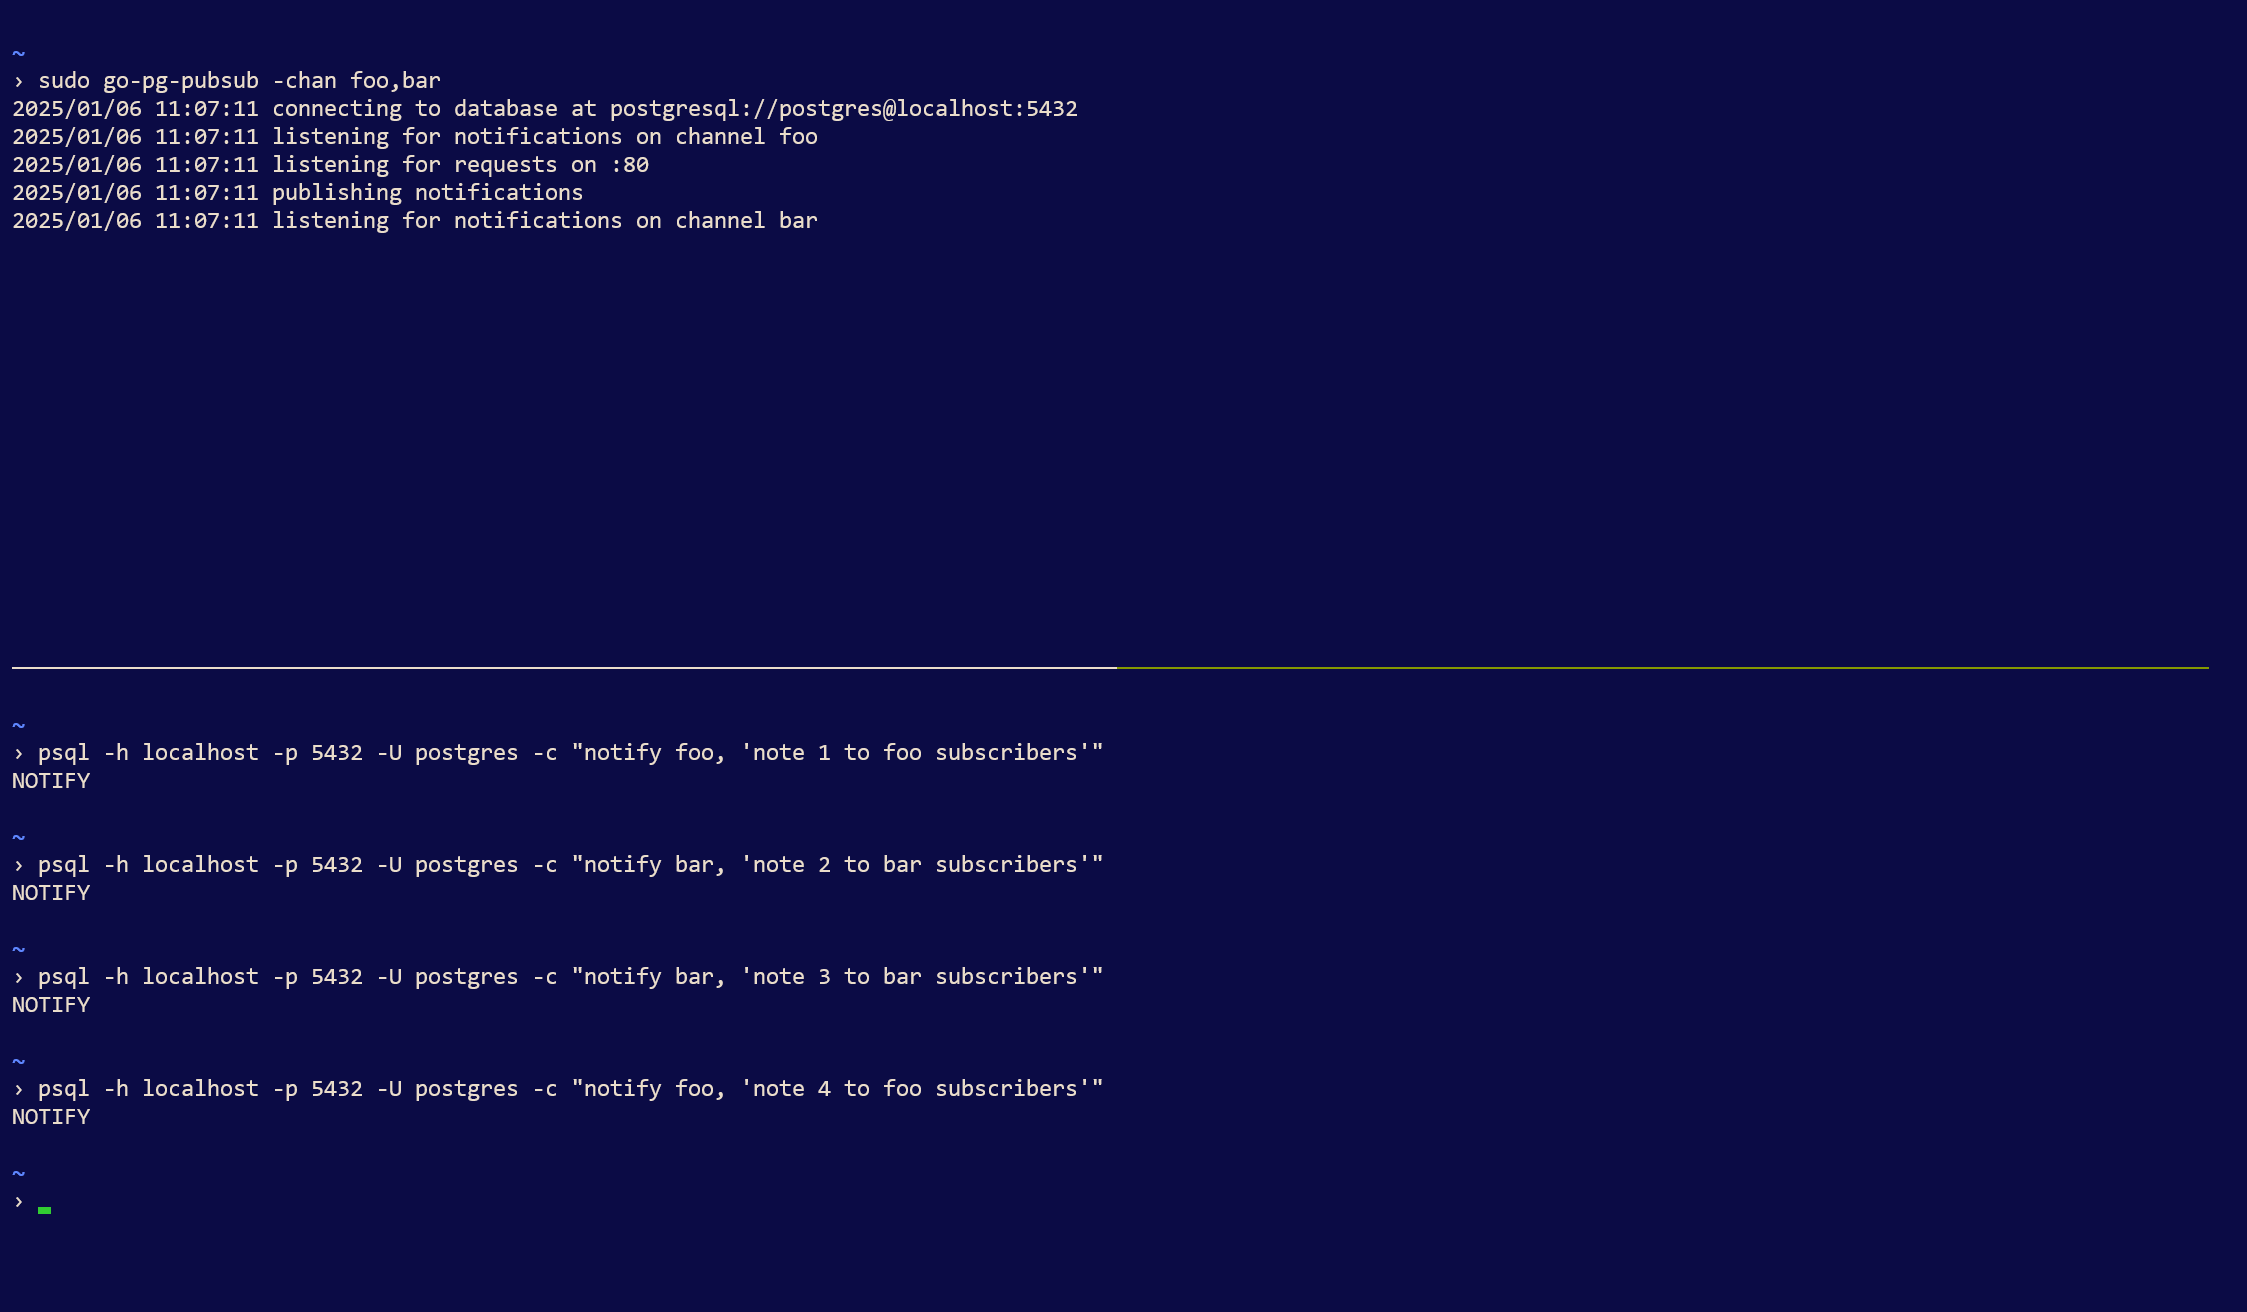 ~
› sudo go-pg-pubsub -chan foo,bar
2025/01/06 11:07:11 connecting to database at postgresql://postgres@localhost:5432
2025/01/06 11:07:11 listening for notifications on channel foo
2025/01/06 11:07:11 listening for requests on :80
2025/01/06 11:07:11 publishing notifications
2025/01/06 11:07:11 listening for notifications on channel bar
~
› psql -h localhost -p 5432 -U postgres -c "notify foo, 'note 1 to foo subscribers'"
NOTIFY
~
› psql -h localhost -p 5432 -U postgres -c "notify bar, 'note 2 to bar subscribers'"
NOTIFY
~
› psql -h localhost -p 5432 -U postgres -c "notify bar, 'note 3 to bar subscribers'"
NOTIFY
~
› psql -h localhost -p 5432 -U postgres -c "notify foo, 'note 4 to foo subscribers'"
NOTIFY
~
›